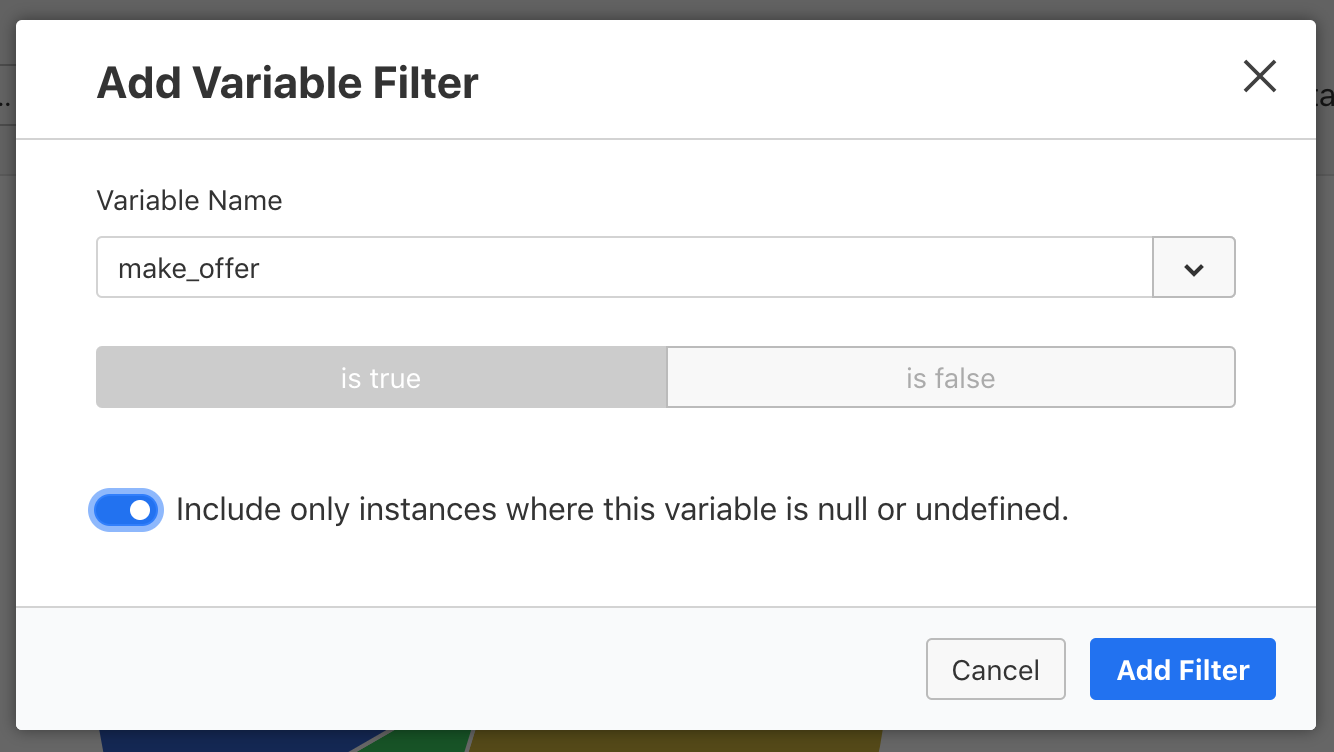 Add Variable Filter
Variable Name
make_offer
is true
is false
Include only instances where this variable is null or undefined.
Cancel
Add Filter